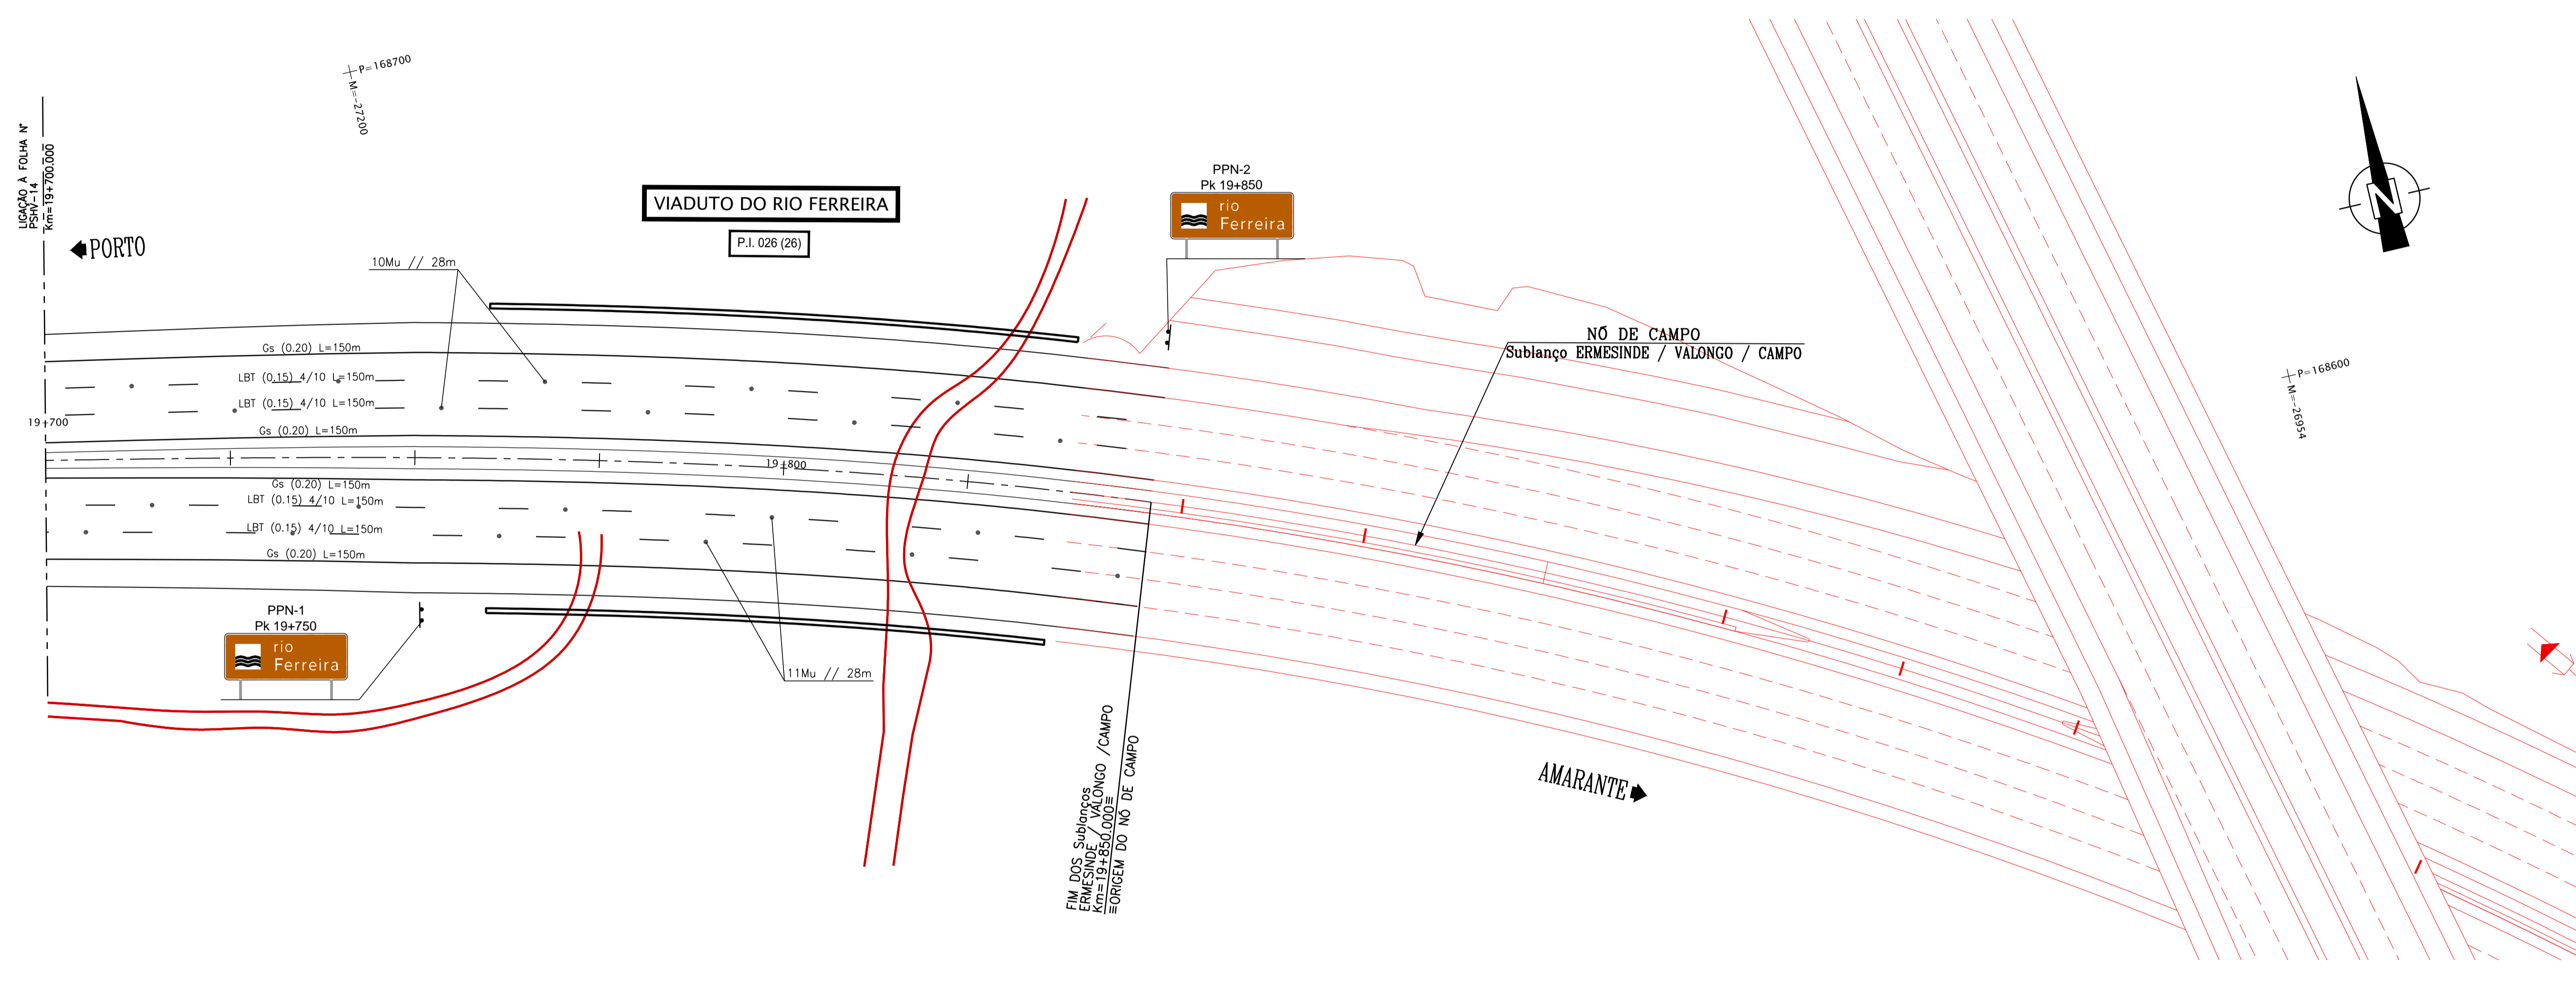 LIGAÇÃO À FOLHA Nº
PSHV-14
Km=19+700.000
P=168700
M=-27200
PORTO
VIADUTO DO RIO FERREIRA
P.I. 026 (26)
PPN-2
Pk 19+850
rio
Ferreira
10Mu // 28m
NÓ DE CAMPO
Sublanço ERMESINDE / VALONGO / CAMPO
P=168600
M=-26954
Gs (0.20) L=150m
LBT (0.15) 4/10 L=150m
LBT (0.15) 4/10 L=150m
19+700
Gs (0.20) L=150m
19+800
Gs (0.20) L=150m
LBT (0.15) 4/10 L=150m
LBT (0.15) 4/10 L=150m
Gs (0.20) L=150m
PPN-1
Pk 19+750
rio
Ferreira
11Mu // 28m
FIM DOS Sublanços
ERMESINDE / VALONGO /CAMPO
Km=19+850.000≡
≡ORIGEM DO NÓ DE CAMPO
AMARANTE
N